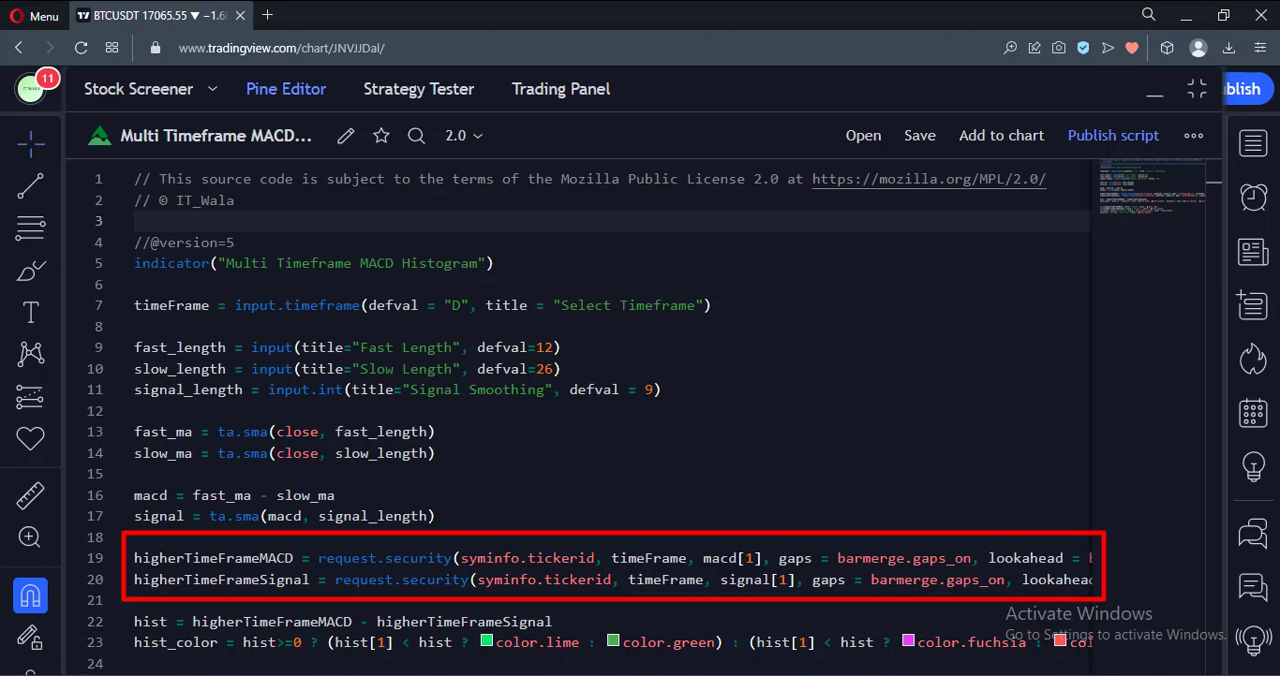 Menu
BTCUSDT 17065.55 ▼ −1.6
www.tradingview.com/chart/JNVJJDal/
11
Stock Screener Pine Editor Strategy Tester Trading Panel
blish
Multi Timeframe MACD... 2.0
Open Save Add to chart Publish script
1 // This source code is subject to the terms of the Mozilla Public License 2.0 at https://mozilla.org/MPL/2.0/
2 // © IT_Wala
3
4 //@version=5
5 indicator("Multi Timeframe MACD Histogram")
6
7 timeFrame = input.timeframe(defval = "D", title = "Select Timeframe")
8
9 fast_length = input(title="Fast Length", defval=12)
10 slow_length = input(title="Slow Length", defval=26)
11 signal_length = input.int(title="Signal Smoothing", defval = 9)
12
13 fast_ma = ta.sma(close, fast_length)
14 slow_ma = ta.sma(close, slow_length)
15
16 macd = fast_ma - slow_ma
17 signal = ta.sma(macd, signal_length)
18
19 higherTimeFrameMACD = request.security(syminfo.tickerid, timeFrame, macd[1], gaps = barmerge.gaps_on, lookahead =
20 higherTimeFrameSignal = request.security(syminfo.tickerid, timeFrame, signal[1], gaps = barmerge.gaps_on, lookahead
21
22 hist = higherTimeFrameMACD - higherTimeFrameSignal
23 hist_color = hist>=0 ? (hist[1] < hist ? color.lime : color.green) : (hist[1] < hist ? color.fuchsia : col
24
Activate Windows
Go to Settings to activate Windows.